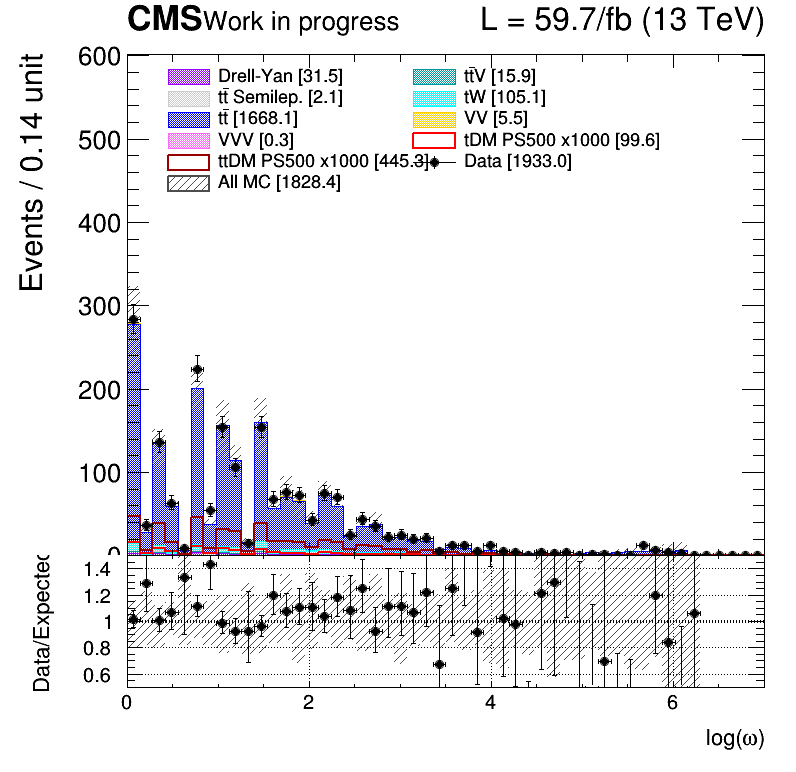 CMS Work in progress L = 59.7/fb (13 TeV)
Events / 0.14 unit
600
500
400
300
200
100
0
Drell-Yan [31.5] tt̄V [15.9]
tt̄ Semilep. [2.1] tW [105.1]
tt̄ [1668.1] VV [5.5]
VVV [0.3] tDM PS500 x1000 [99.6]
ttDM PS500 x1000 [445.3] Data [1933.0]
All MC [1828.4]
Data/Expected
1.4
1.2
1
0.8
0.6
0 2 4 6
log(ω)